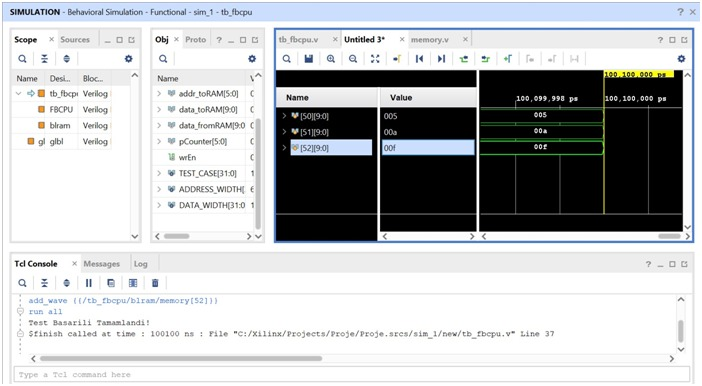 SIMULATION - Behavioral Simulation - Functional - sim_1 - tb_fbcpu
Scope × Sources
Name Desi... Bloc...
tb_fbcpu Verilog
FBCPU Verilog
blram Verilog
glbl glbl Verilog
Obj × Proto
Name
addr_toRAM[5:0]
data_toRAM[9:0]
data_fromRAM[9:0
pCounter[5:0]
wrEn
TEST_CASE[31:0]
ADDRESS_WIDTH[
DATA_WIDTH[31:0
tb_fbcpu.v × Untitled 3* × memory.v ×
Name Value
[50][9:0] 005
[51][9:0] 00a
[52][9:0] 00f
100,100,000 ps
100,099,998 ps 100,100,000 ps
005
00a
00f
Tcl Console × Messages Log
add_wave {{/tb_fbcpu/blram/memory[52]}}
run all
Test Basarili Tamamlandi!
$finish called at time : 100100 ns : File "C:/Xilinx/Projects/Proje/Proje.srcs/sim_1/new/tb_fbcpu.v" Line 37
Type a Tcl command here